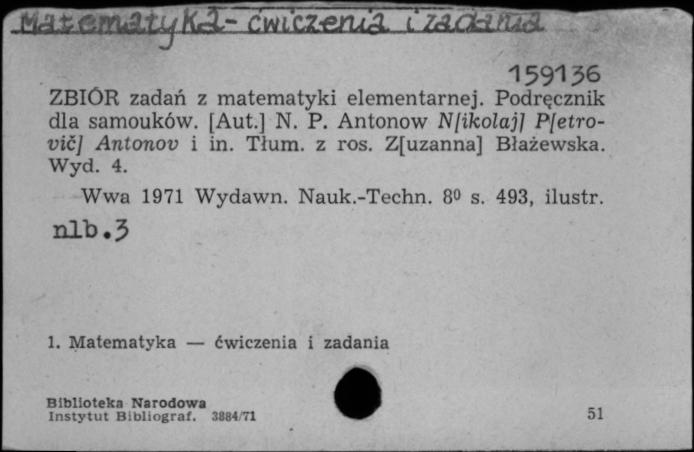 Matematyka - ćwiczenia i zadania
159136
ZBIÓR zadań z matematyki elementarnej. Podręcznik
dla samouków. [Aut.] N. P. Antonow N[ikolaj] P[etro-
vič] Antonov i in. Tłum. z ros. Z[uzanna] Błażewska.
Wyd. 4.
Wwa 1971 Wydawn. Nauk.-Techn. 8⁰ s. 493, ilustr.
nlb.3
1. Matematyka — ćwiczenia i zadania
Biblioteka Narodowa
Instytut Bibliograf. 3884/71
51